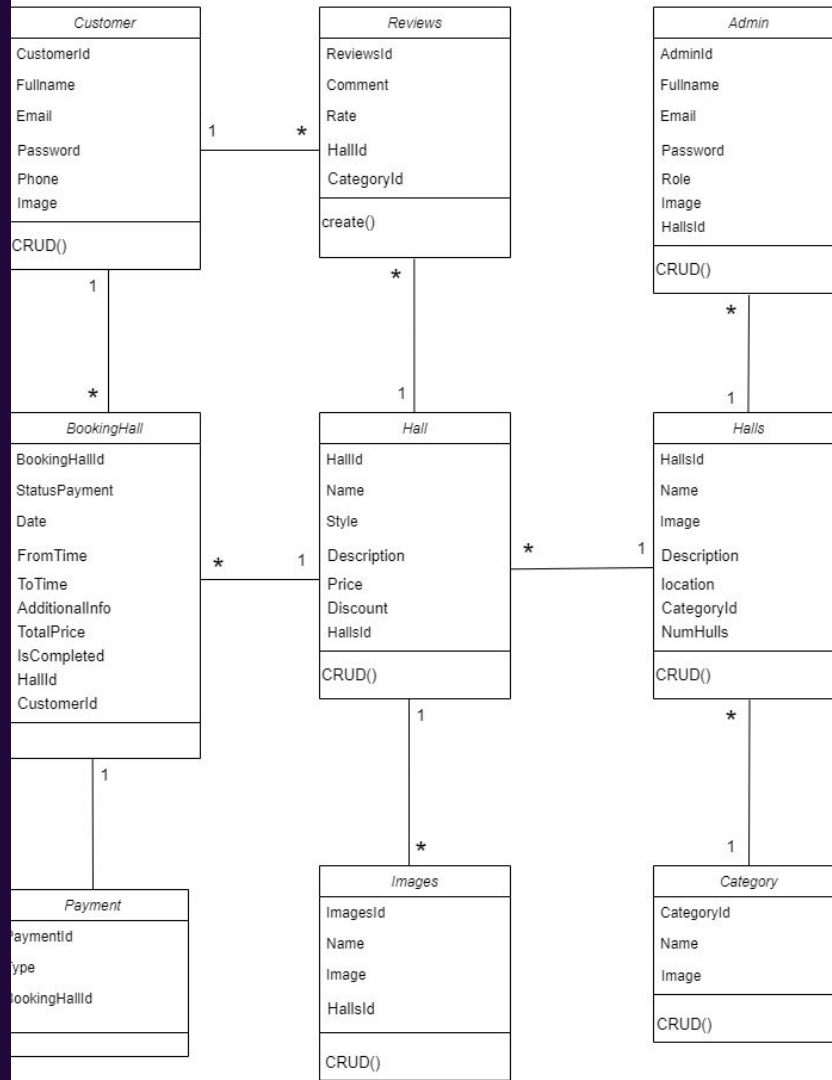 Customer
CustomerId
Fullname
Email
Password
Phone
Image
CRUD()
1
*
Reviews
ReviewsId
Comment
Rate
HallId
CategoryId
create()
Admin
AdminId
Fullname
Email
Password
Role
Image
HallsId
CRUD()
1
*
*
1
*
1
BookingHall
BookingHallId
StatusPayment
Date
FromTime
ToTime
AdditionalInfo
TotalPrice
IsCompleted
HallId
CustomerId
*
1
Hall
HallId
Name
Style
Description
Price
Discount
HallsId
CRUD()
*
1
Halls
HallsId
Name
Image
Description
location
CategoryId
NumHulls
CRUD()
1
1
*
*
1
Payment
aymentId
ype
ookingHallId
Images
ImagesId
Name
Image
HallsId
CRUD()
Category
CategoryId
Name
Image
CRUD()